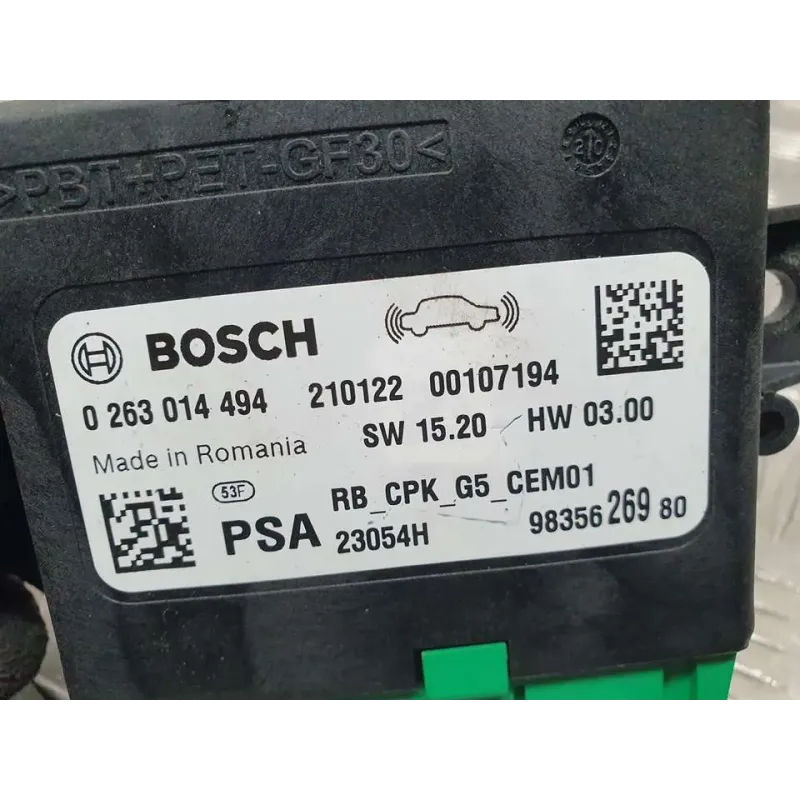 >PBT+PET-GF30<
210
BOSCH
0 263 014 494 210122 00107194
Made in Romania SW 15.20 HW 03.00
53F RB_CPK_G5_CEM01
PSA 23054H 98356 269 80